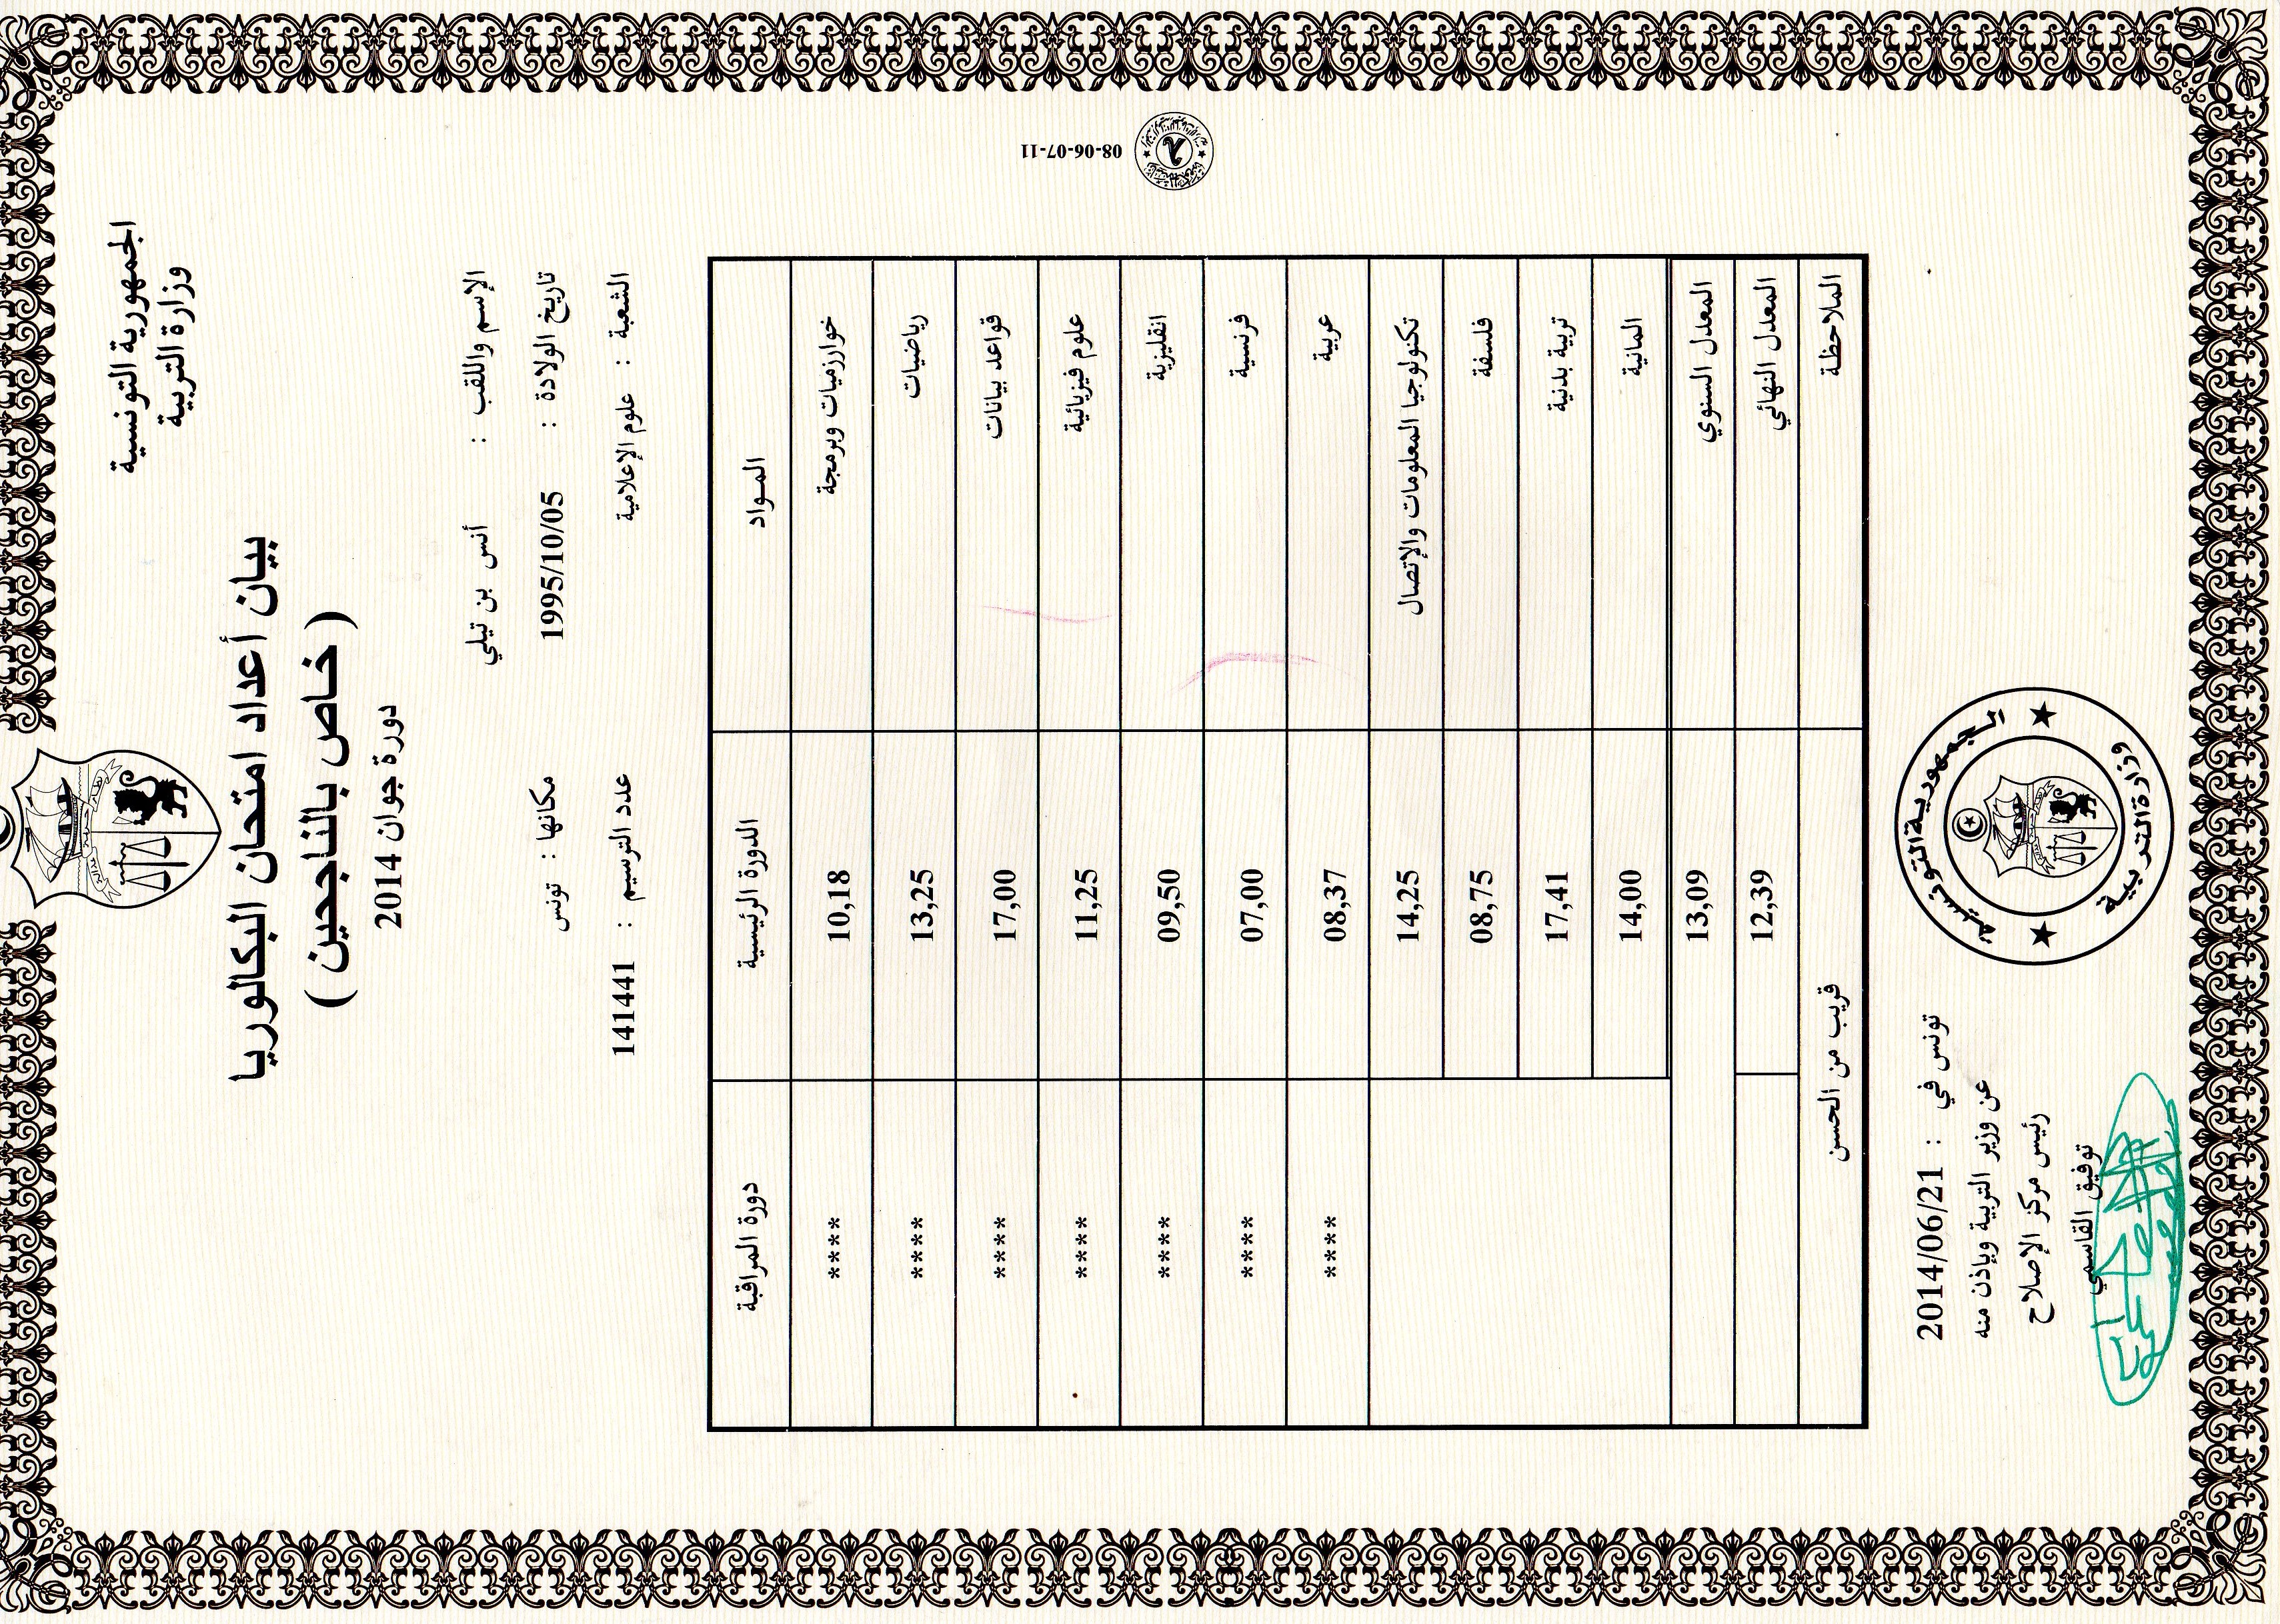 الجمهورية التونسية
وزارة التربية
بيان أعداد امتحان البكالوريا
( خاص بالناجحين )
دورة جوان 2014
الإسم واللقب : أنس بن تيلي
تاريخ الولادة : 1995/10/05 مكانها : تونس
الشعبة : علوم الإعلامية عدد الترسيم : 141441
المواد الدورة الرئيسية دورة المراقبة
خوارزميات وبرمجة 10,18 ****
رياضيات 13,25 ****
قواعد بيانات 17,00 ****
علوم فيزيائية 11,25 ****
انقليزية 09,50 ****
فرنسية 07,00 ****
عربية 08,37 ****
تكنولوجيا المعلومات والإتصال 14,25
فلسفة 08,75
تربية بدنية 17,41
المانية 14,00
المعدل السنوي 13,09
المعدل النهائي 12,39
الملاحظة قريب من الحسن
08-06-07-11
تونس في : 2014/06/21
عن وزير التربية وبإذن منه
رئيس مركز الإصلاح
توفيق القاسمي
الجمهورية التونسية
وزارة التربية